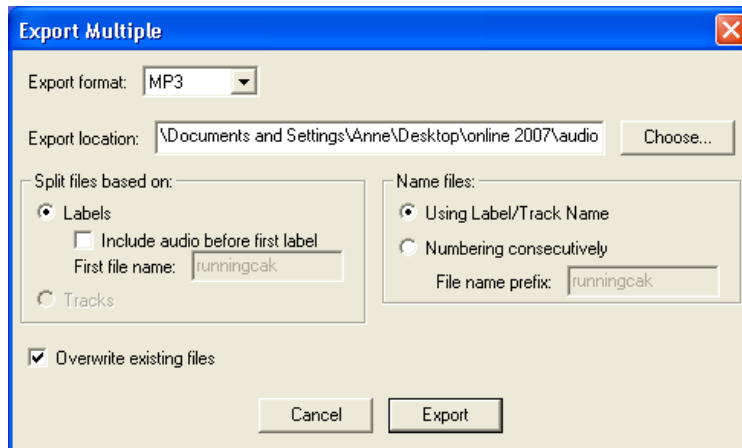 Export Multiple
Export format: MP3
Export location: \Documents and Settings\Anne\Desktop\online 2007\audio Choose...
Split files based on:
Labels
Include audio before first label
First file name: runningcak
Tracks
Name files:
Using Label/Track Name
Numbering consecutively
File name prefix: runningcak
Overwrite existing files
Cancel Export